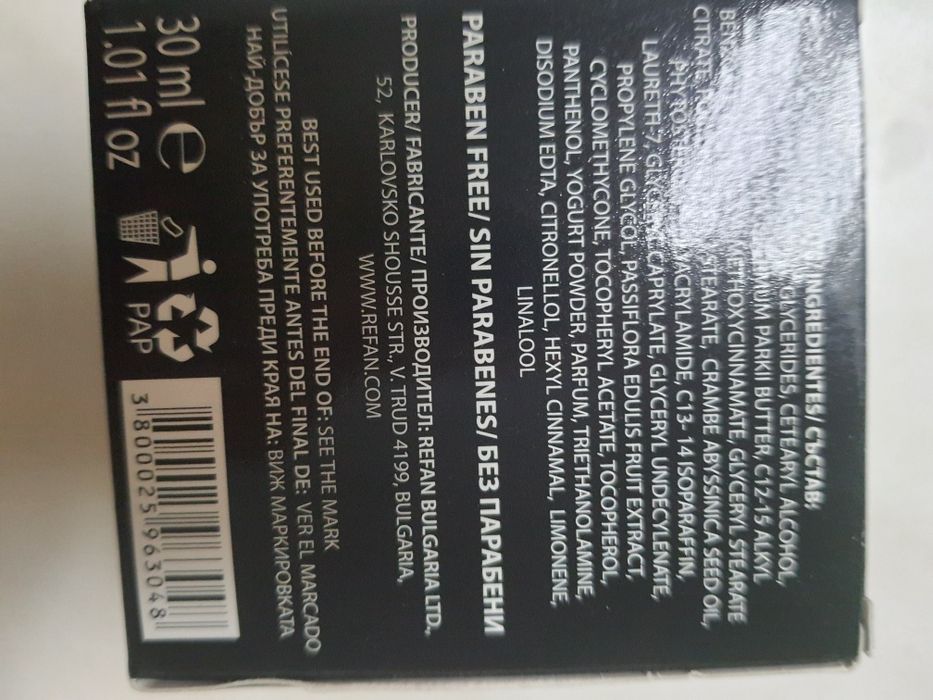 INGREDIENTES/ СЪСТАВ:
GLYCERIDES, CETEARYL ALCOHOL,
PARKII BUTTER, C12-15 ALKYL
GLYCERYL STEARATE
CITRATE, STEARATE, CRAMBE ABYSSINICA SEED OIL,
C13- 14 ISOPARAFFIN,
LAURETH-7, CAPRYLATE, GLYCERYL UNDECYLENATE,
PROPYLENE GLYCOL, PASSIFLORA EDULIS FRUIT EXTRACT,
CYCLOMETHYCONE, TOCOPHERYL ACETATE, TOCOPHEROL,
PANTHENOL, YOGURT POWDER, PARFUM, TRIETHANOLAMINE,
DISODIUM EDTA, CITRONELLOL, HEXYL CINNAMAL, LIMONENE,
LINALOOL
PARABEN FREE/ SIN PARABENES/ БЕЗ ПАРАБЕНИ
PRODUCER/ FABRICANTE/ ПРОИЗВОДИТЕЛ: REFAN BULGARIA LTD.,
52, KARLOVSKO SHOUSSE STR., V. TRUD 4199, BULGARIA,
WWW.REFAN.COM
BEST USED BEFORE THE END OF: SEE THE MARK
UTILÍCESE PREFERENTEMENTE ANTES DEL FINAL DE: VER EL MARCADO
НАЙ-ДОБЪР ЗА УПОТРЕБА ПРЕДИ КРАЯ НА: ВИЖ МАРКИРОВКАТА
30 ml e
1.01 fl oz
PAP
3 800025 963048